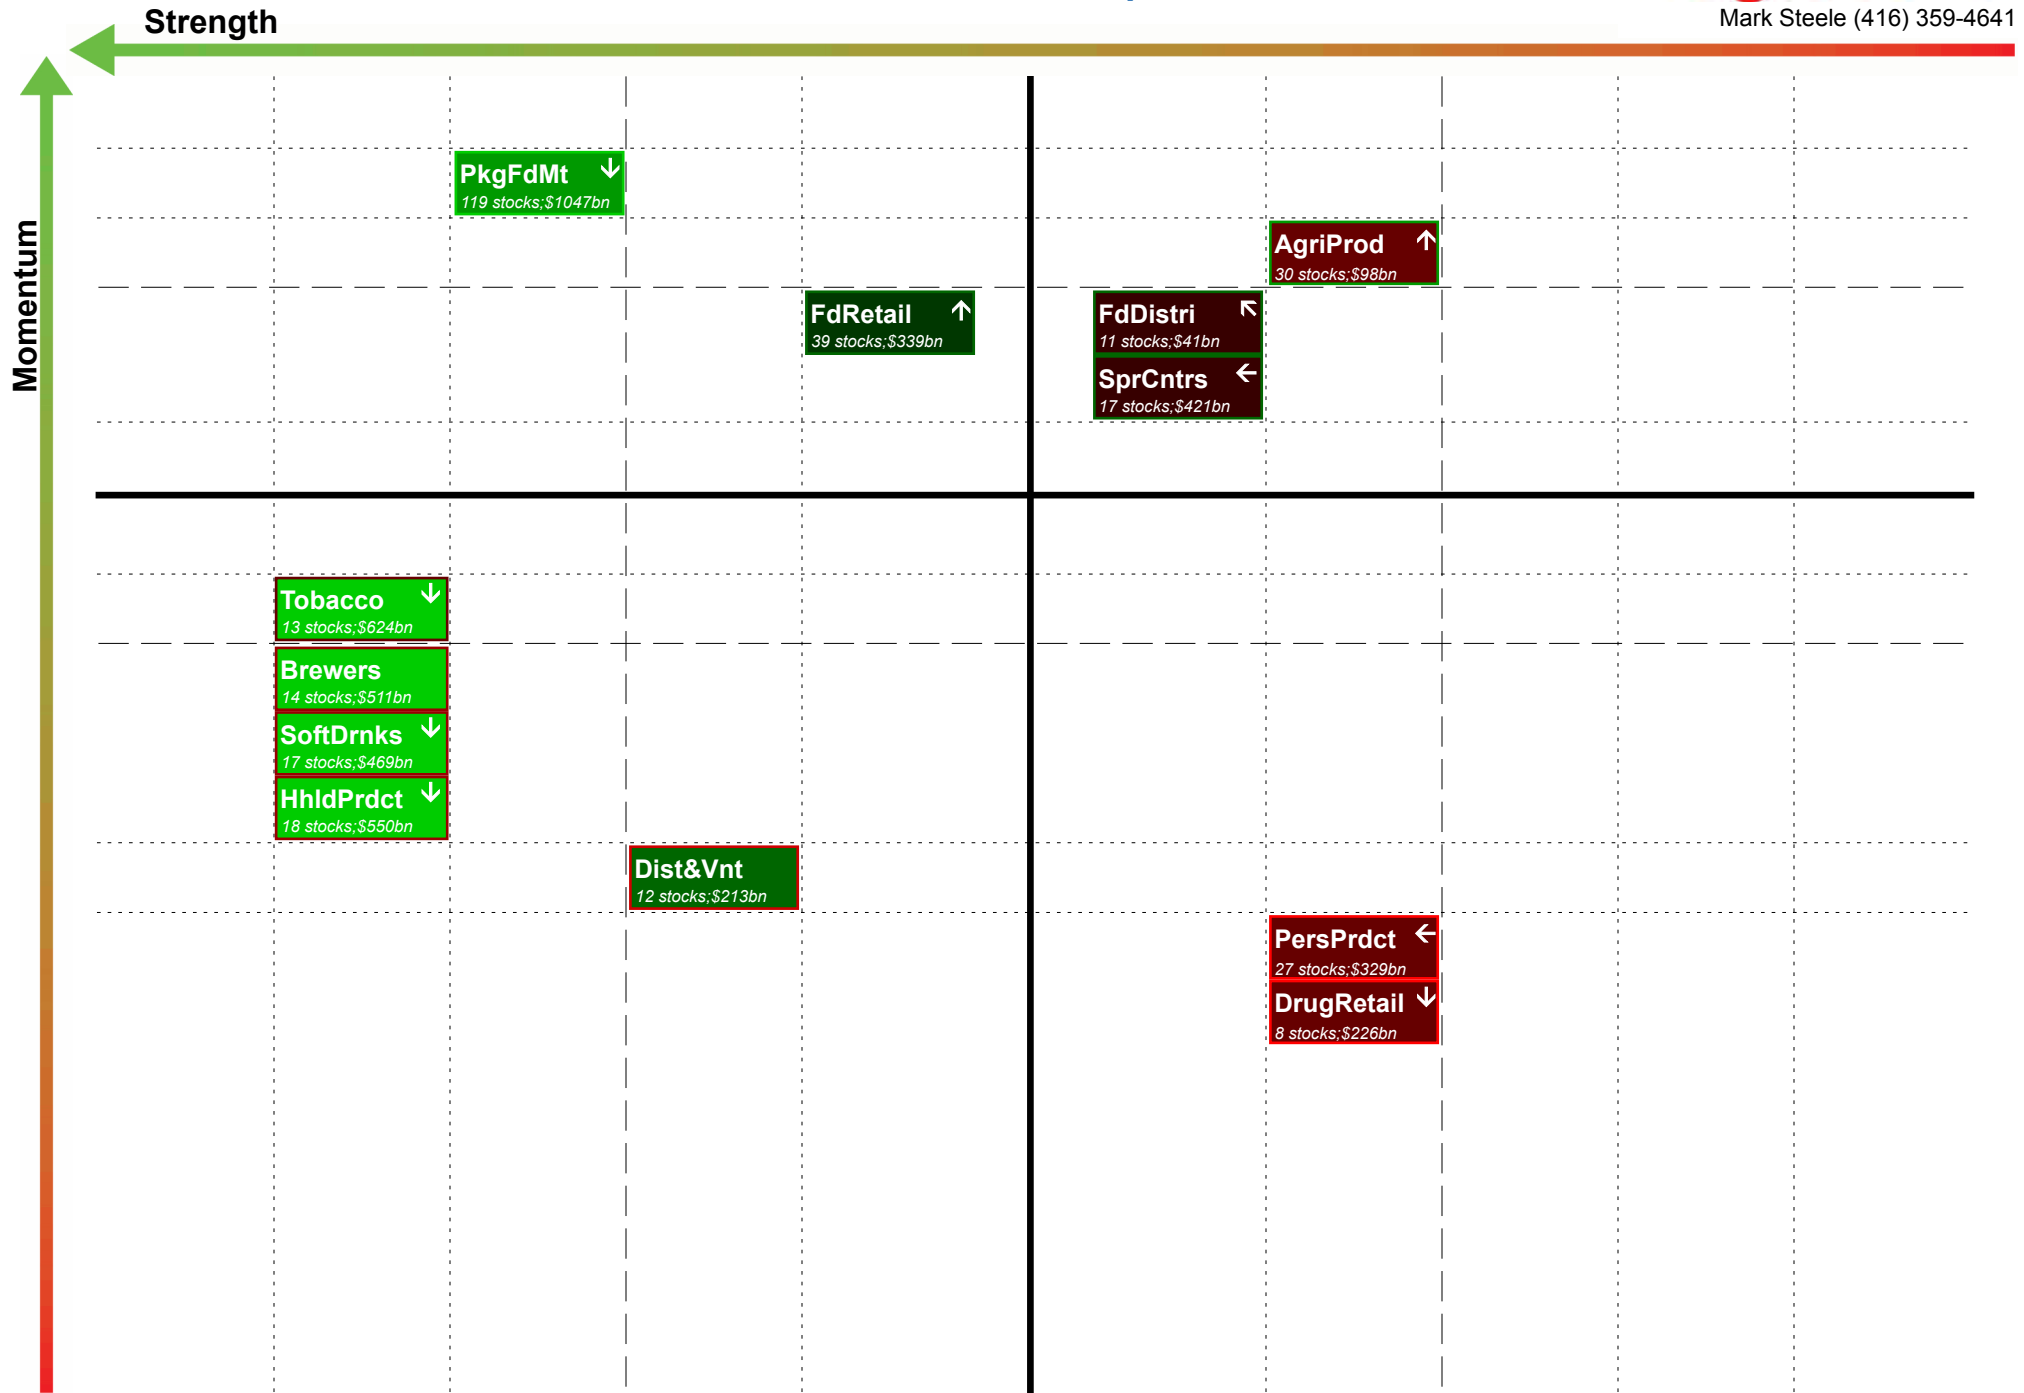 Strength
Mark Steele (416) 359-4641
Momentum
PkgFdMt
119 stocks;$1047bn
AgriProd
30 stocks;$98bn
FdRetail
39 stocks;$339bn
FdDistri
11 stocks;$41bn
SprCntrs
17 stocks;$421bn
Tobacco
13 stocks;$624bn
Brewers
14 stocks;$511bn
SoftDrnks
17 stocks;$469bn
HhldPrdct
18 stocks;$550bn
Dist&Vnt
12 stocks;$213bn
PersPrdct
27 stocks;$329bn
DrugRetail
8 stocks;$226bn